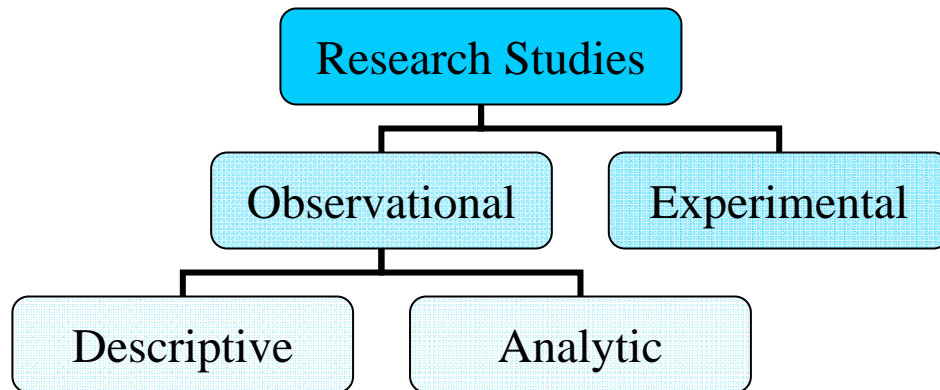 Research Studies
Observational
Experimental
Descriptive
Analytic